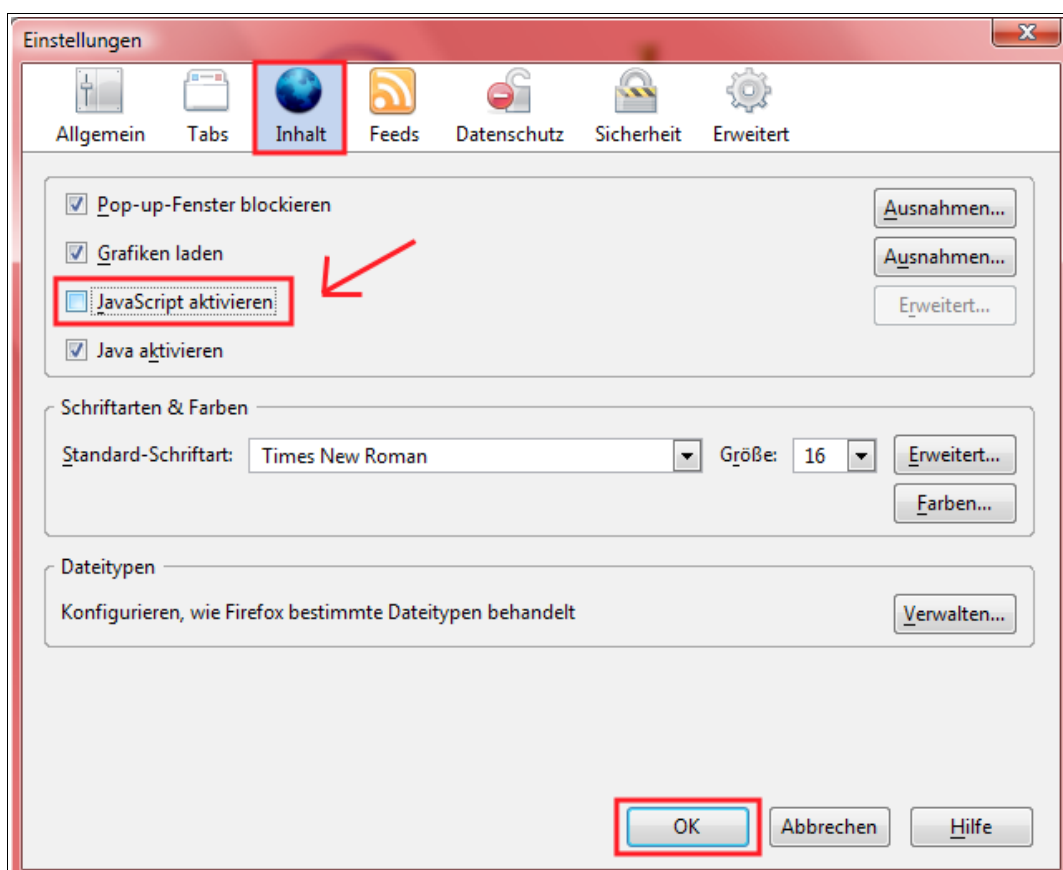 Einstellungen
x
Allgemein Tabs Inhalt Feeds Datenschutz Sicherheit Erweitert
Pop-up-Fenster blockieren Ausnahmen...
Grafiken laden Ausnahmen...
JavaScript aktivieren Erweitert...
Java aktivieren
Schriftarten & Farben
Standard-Schriftart: Times New Roman Größe: 16 Erweitert...
Farben...
Dateitypen
Konfigurieren, wie Firefox bestimmte Dateitypen behandelt Verwalten...
OK Abbrechen Hilfe